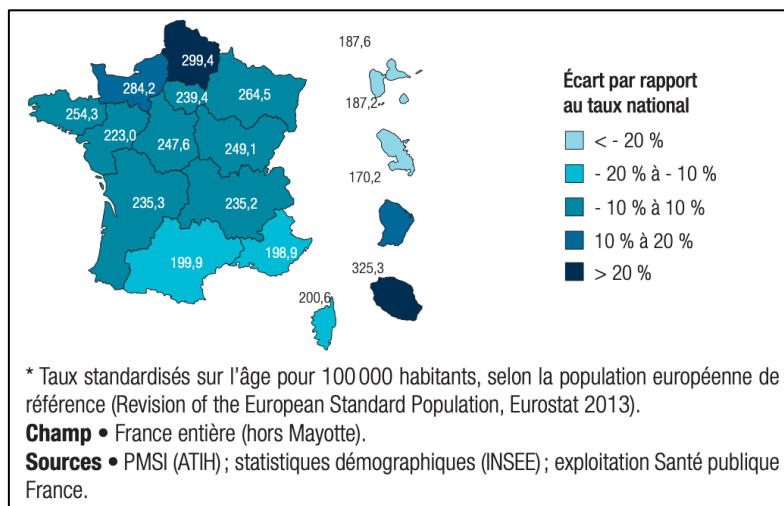 299,4
187,6
284,2
239,4
264,5
187,2
254,3
223,0
247,6
249,1
170,2
235,3
235,2
199,9
198,9
325,3
200,6
Écart par rapport
au taux national
< - 20 %
- 20 % à - 10 %
- 10 % à 10 %
10 % à 20 %
> 20 %
* Taux standardisés sur l’âge pour 100 000 habitants, selon la population européenne de
référence (Revision of the European Standard Population, Eurostat 2013).
Champ • France entière (hors Mayotte).
Sources • PMSI (ATIH) ; statistiques démographiques (INSEE) ; exploitation Santé publique
France.